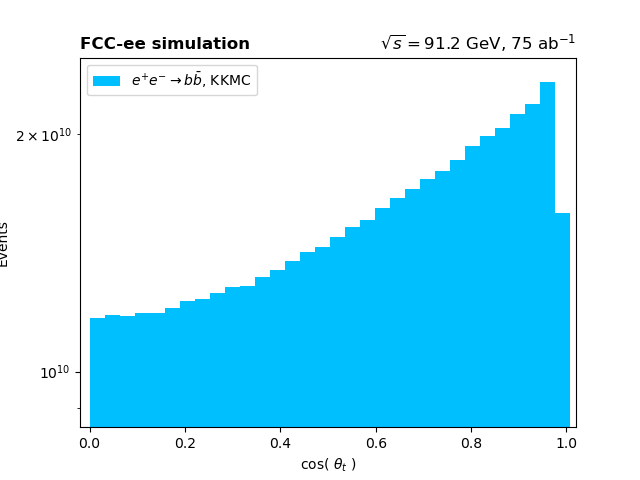 FCC-ee simulation
√s = 91.2 GeV, 75 ab⁻¹
e⁺e⁻ → bb̄, KKMC
2 × 10¹⁰
10¹⁰
Events
0.0 0.2 0.4 0.6 0.8 1.0
cos( θₜ )